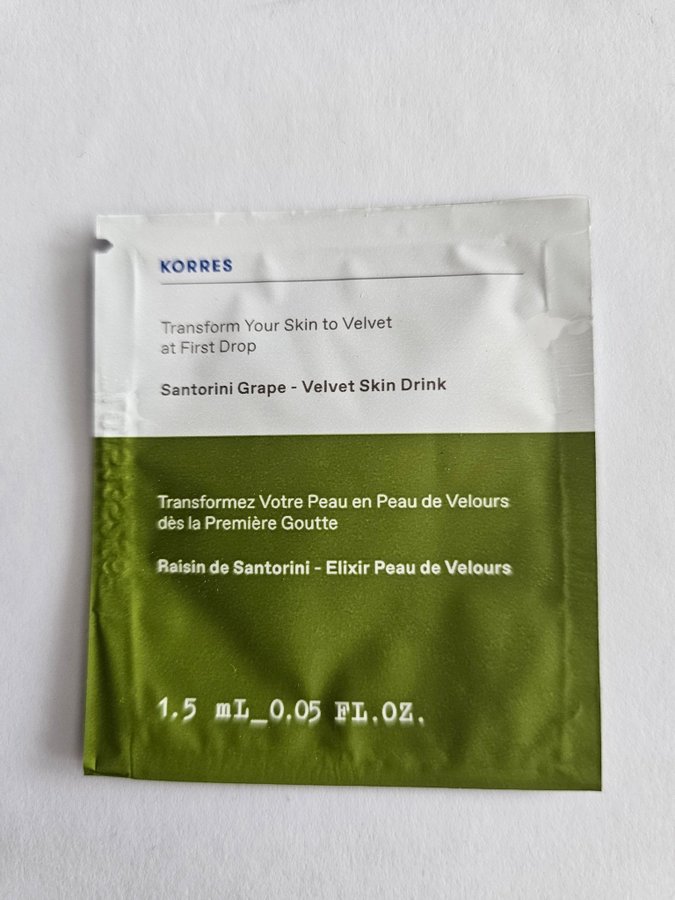 KORRES
Transform Your Skin to Velvet
at First Drop
Santorini Grape - Velvet Skin Drink
Transformez Votre Peau en Peau de Velours
dès la Première Goutte
Raisin de Santorini - Elixir Peau de Velours
1.5 mL_0.05 FL.OZ.